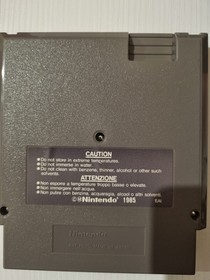 CAUTION
●Do not store in extreme temperatures.
●Do not immerse in water.
●Do not clean with benzene, thinner, alcohol or other such
solvents.
ATTENZIONE
●Non esporre a temperature troppo basse o elevate.
●Non immergere nell'acqua.
●Non pulire con benzene, acquaragia, alcool o altri solventi.
©Nintendo 1985
Nintendo